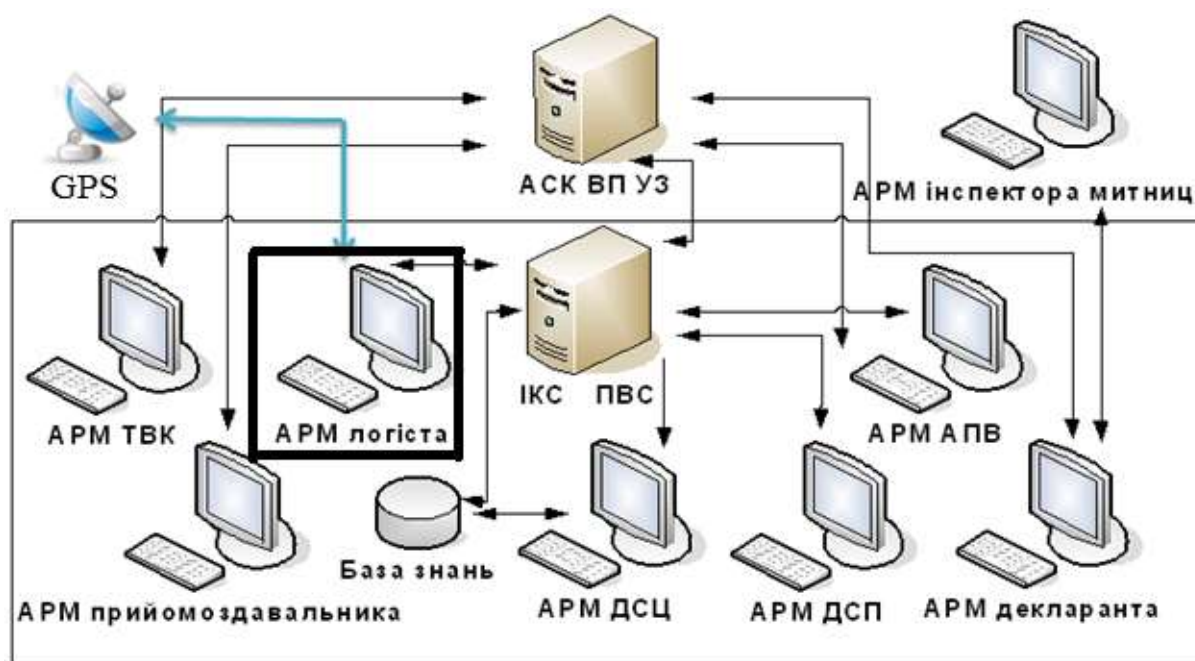 GPS
АСК ВП УЗ
АРМ інспектора митниц
ІКС ПВС
АРМ ТВК
АРМ логіста
АРМ АПВ
База знань
АРМ прийомоздавальника
АРМ ДСЦ
АРМ ДСП
АРМ декларанта